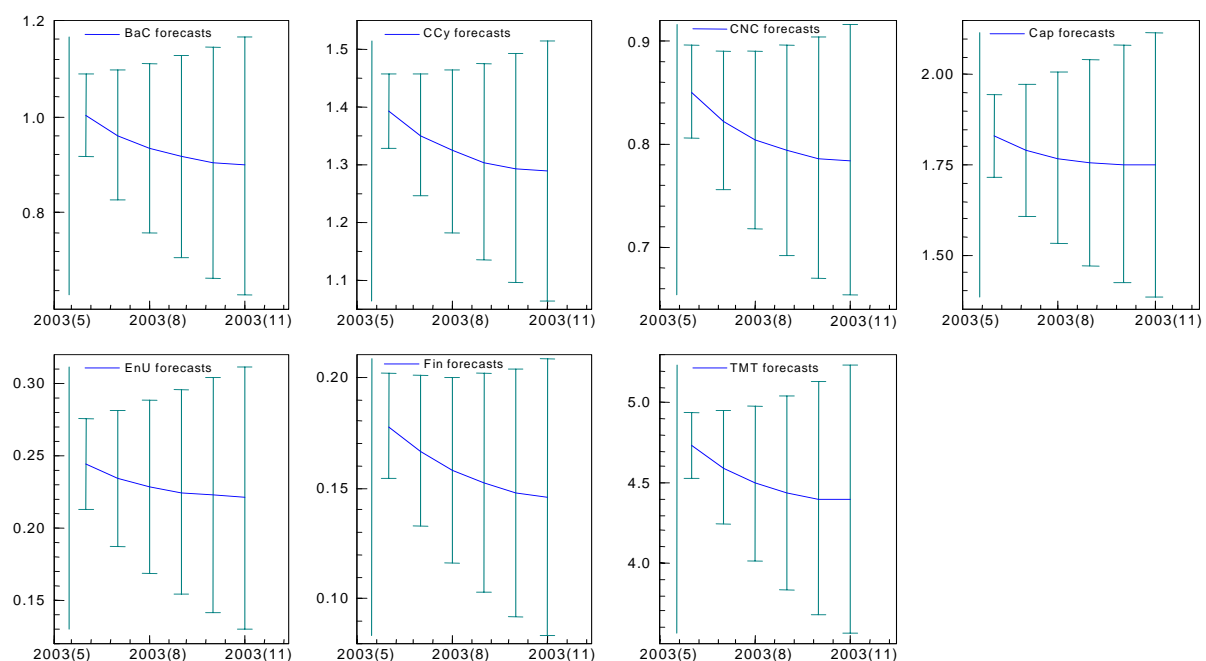 BaC forecasts
1.2
1.0
0.8
2003(5) 2003(8) 2003(11)
CCy forecasts
1.5
1.4
1.3
1.2
1.1
2003(5) 2003(8) 2003(11)
CNC forecasts
0.9
0.8
0.7
2003(5) 2003(8) 2003(11)
Cap forecasts
2.00
1.75
1.50
2003(5) 2003(8) 2003(11)
EnU forecasts
0.30
0.25
0.20
0.15
2003(5) 2003(8) 2003(11)
Fin forecasts
0.20
0.15
0.10
2003(5) 2003(8) 2003(11)
TMT forecasts
5.0
4.5
4.0
2003(5) 2003(8) 2003(11)